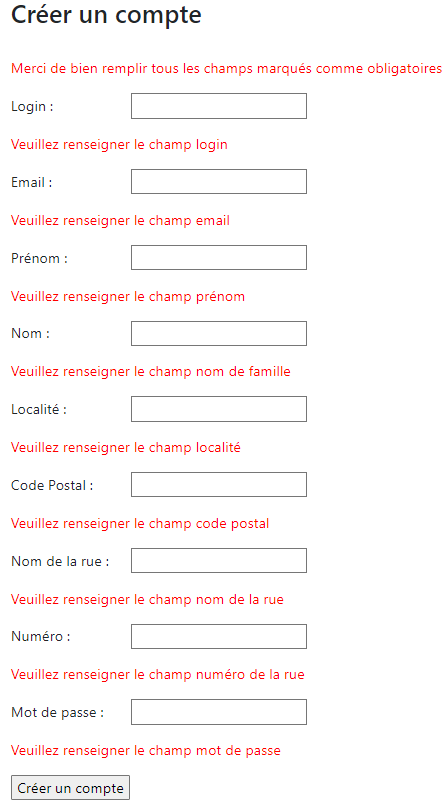 Créer un compte
Merci de bien remplir tous les champs marqués comme obligatoires
Login :
Veuillez renseigner le champ login
Email :
Veuillez renseigner le champ email
Prénom :
Veuillez renseigner le champ prénom
Nom :
Veuillez renseigner le champ nom de famille
Localité :
Veuillez renseigner le champ localité
Code Postal :
Veuillez renseigner le champ code postal
Nom de la rue :
Veuillez renseigner le champ nom de la rue
Numéro :
Veuillez renseigner le champ numéro de la rue
Mot de passe :
Veuillez renseigner le champ mot de passe
Créer un compte